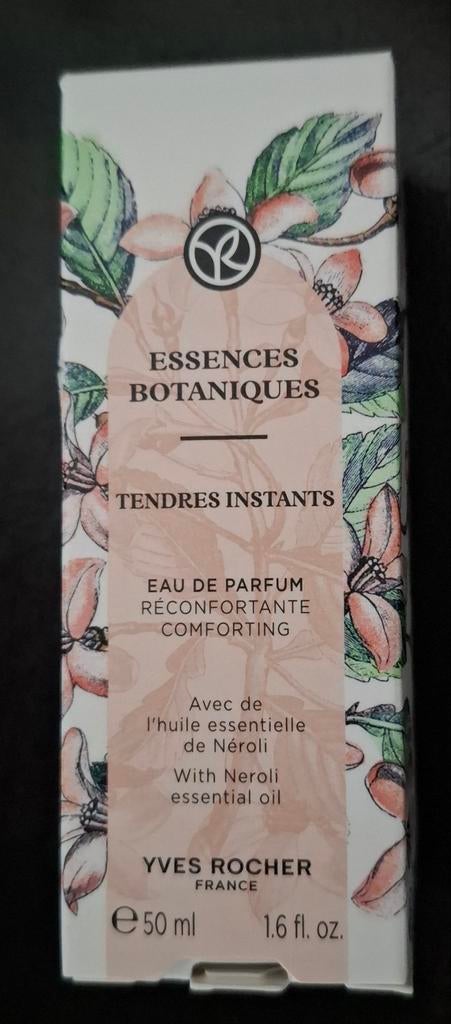 ESSENCES
BOTANIQUES
TENDRES INSTANTS
EAU DE PARFUM
RÉCONFORTANTE
COMFORTING
Avec de
l'huile essentielle
de Néroli
With Neroli
essential oil
YVES ROCHER
FRANCE
℮ 50 ml 1.6 fl. oz.